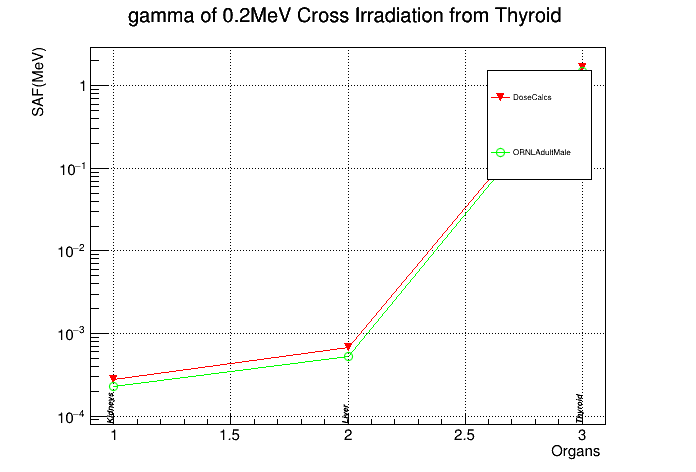 gamma of 0.2MeV Cross Irradiation from Thyroid
SAF(MeV)
1
10⁻¹
10⁻²
10⁻³
10⁻⁴
DoseCalcs
ORNLAdultMale
Kidneys
Liver
Thyroid
1
1.5
2
2.5
3
Organs